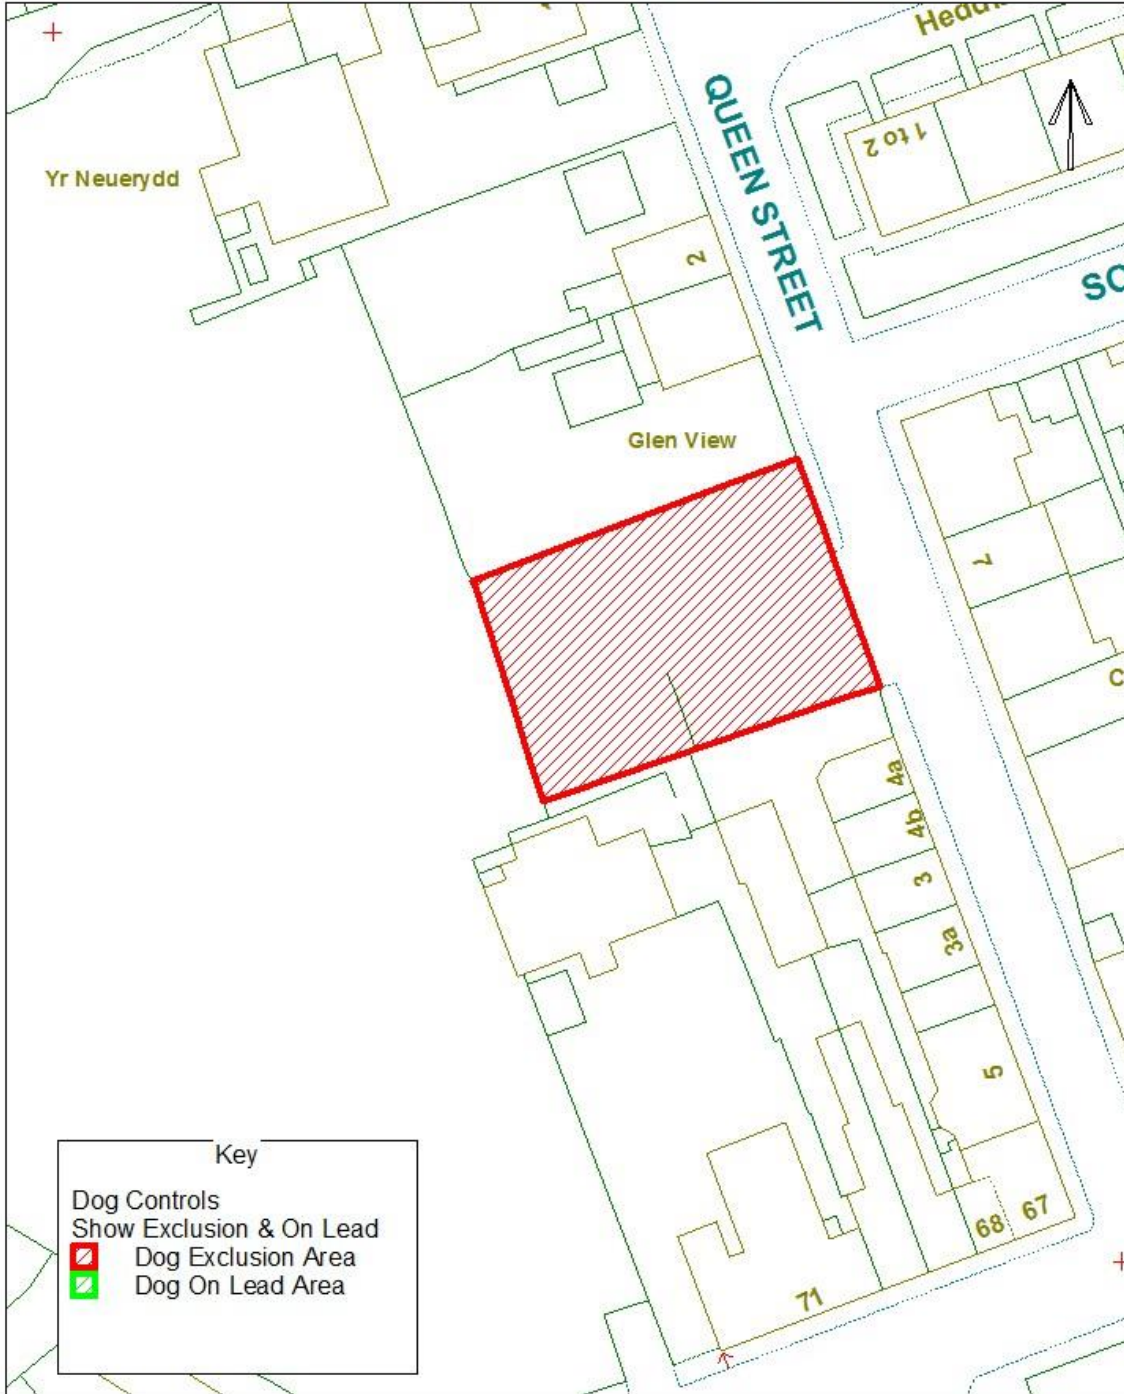 Yr Neuerydd
QUEEN STREET
1 to 2
2
Glen View
7
4a
4b
3
3a
5
67
68
71
Key
Dog Controls
Show Exclusion & On Lead
Dog Exclusion Area
Dog On Lead Area